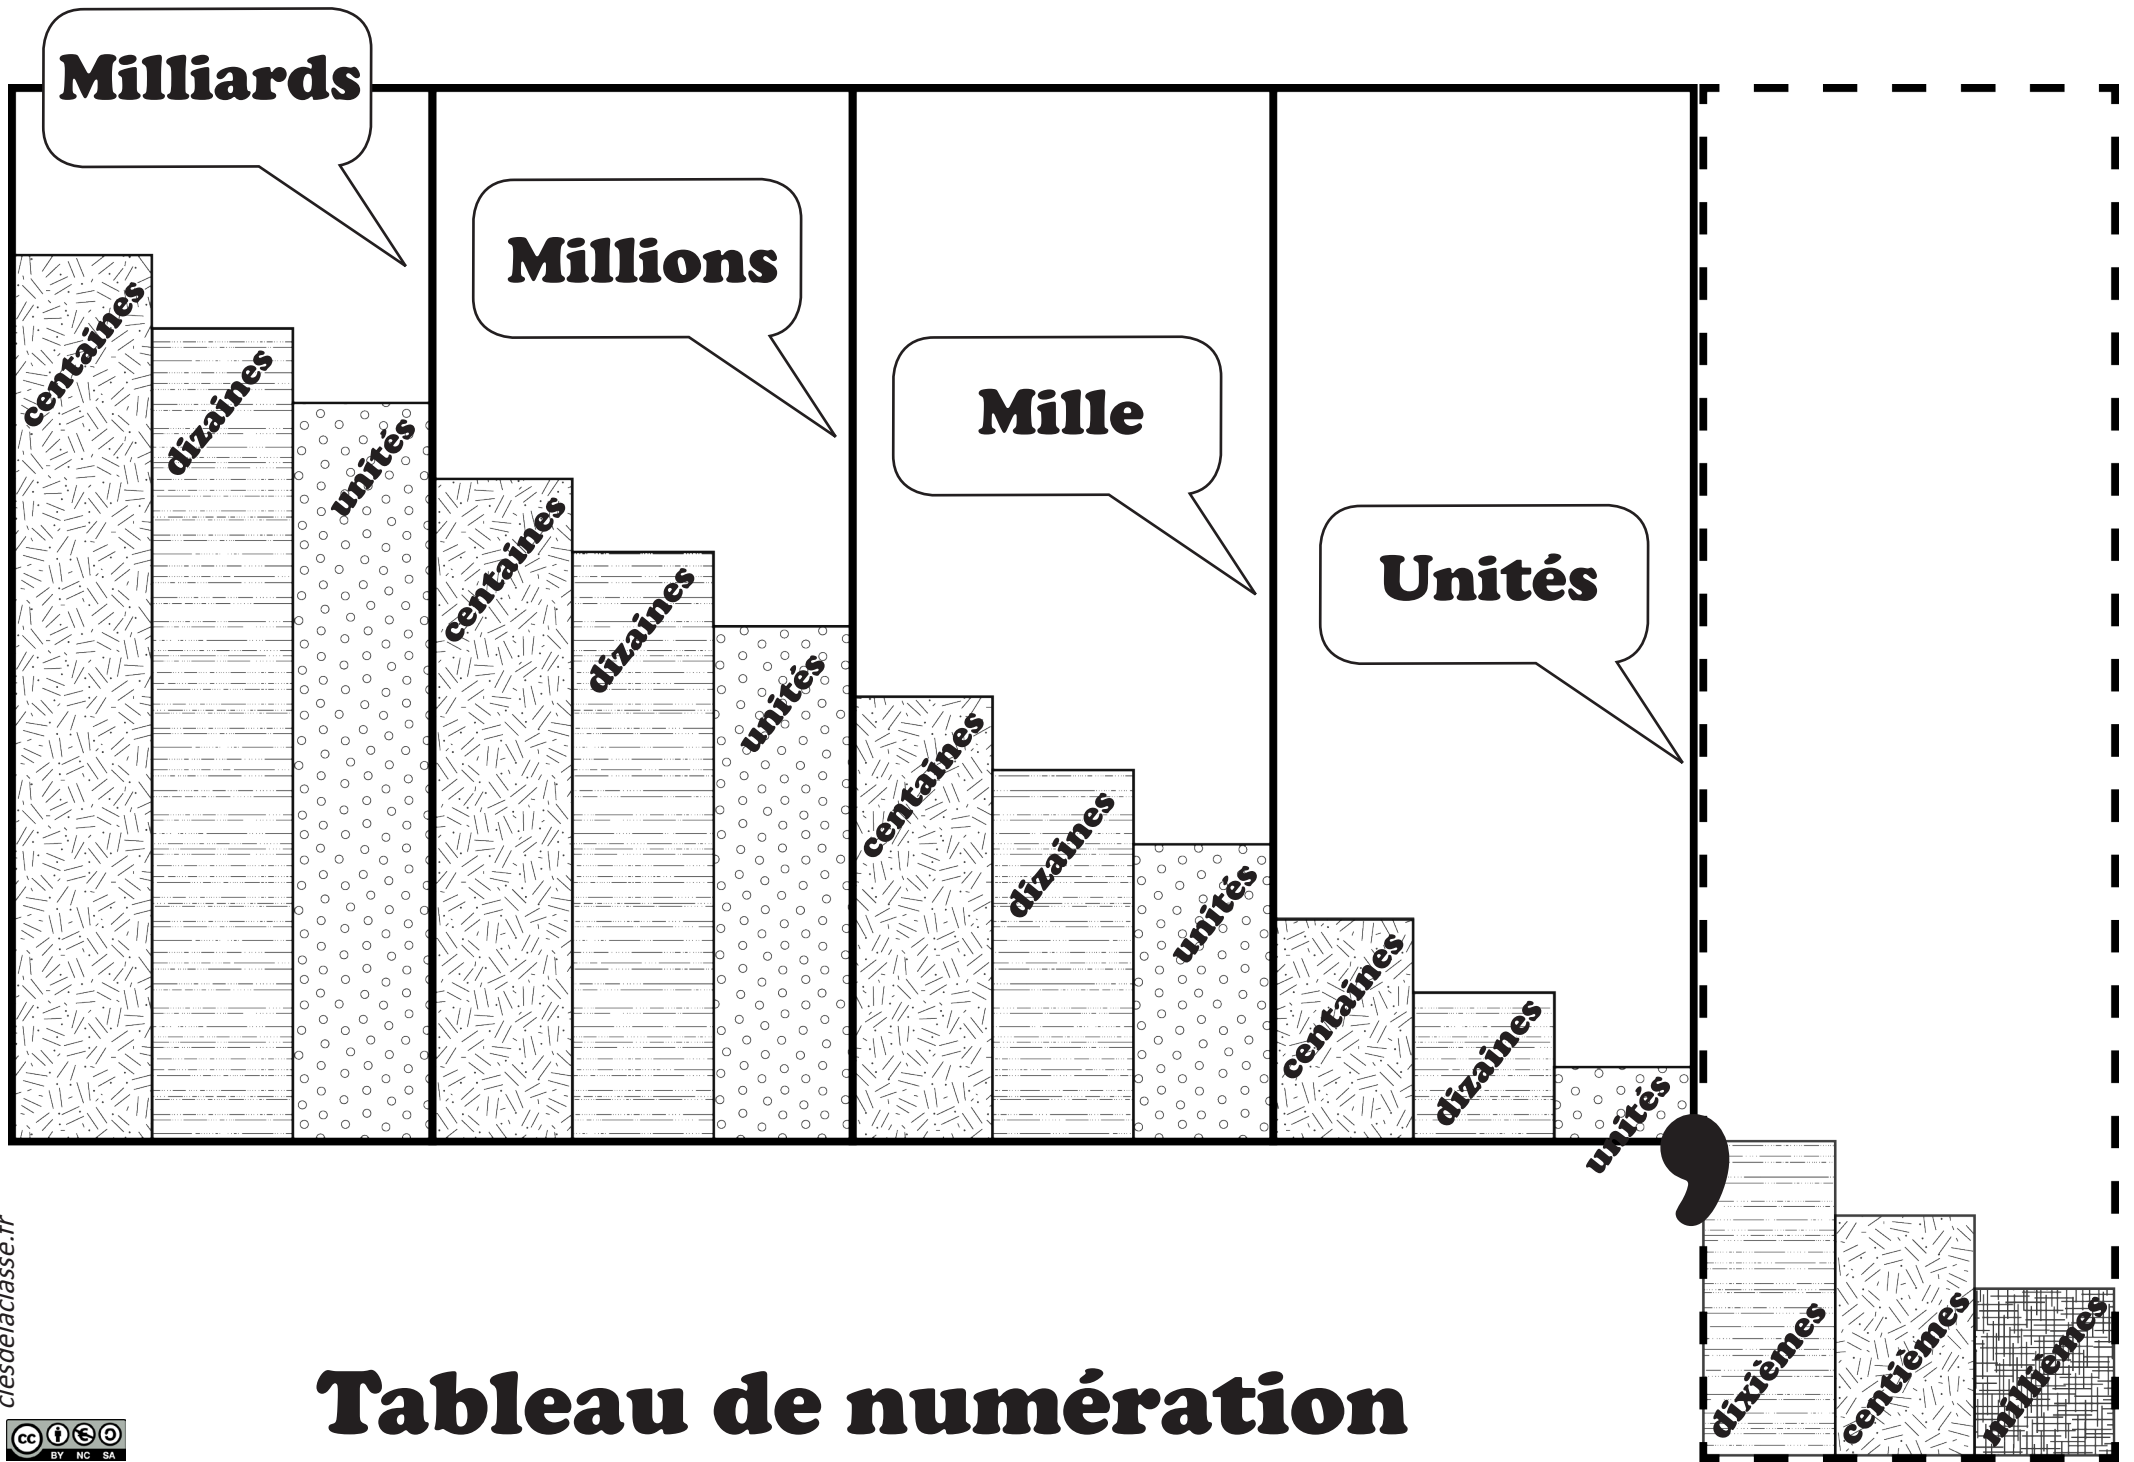 Milliards
Millions
Mille
Unités
centaines
dizaines
unités
centaines
dizaines
unités
centaines
dizaines
unités
centaines
dizaines
unités
,
dixièmes
centièmes
millièmes
Tableau de numération
clesdelaclasse.fr
cc
BY NC SA